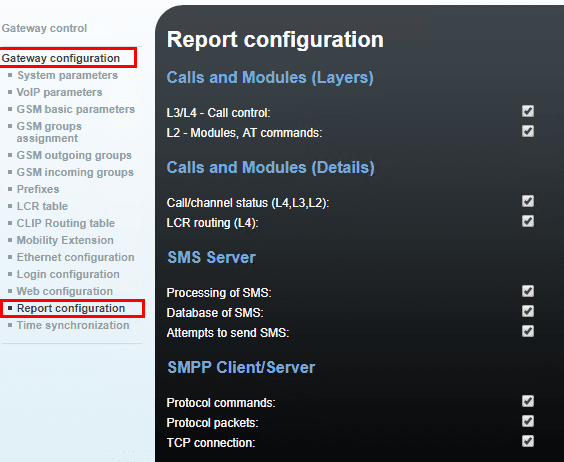 Gateway control
Gateway configuration
System parameters
VoIP parameters
GSM basic parameters
GSM groups
assignment
GSM outgoing groups
GSM incoming groups
Prefixes
LCR table
CLIP Routing table
Mobility Extension
Ethernet configuration
Login configuration
Web configuration
Report configuration
Time synchronization
Report configuration
Calls and Modules (Layers)
L3/L4 - Call control:
L2 - Modules, AT commands:
Calls and Modules (Details)
Call/channel status (L4,L3,L2):
LCR routing (L4):
SMS Server
Processing of SMS:
Database of SMS:
Attempts to send SMS:
SMPP Client/Server
Protocol commands:
Protocol packets:
TCP connection: